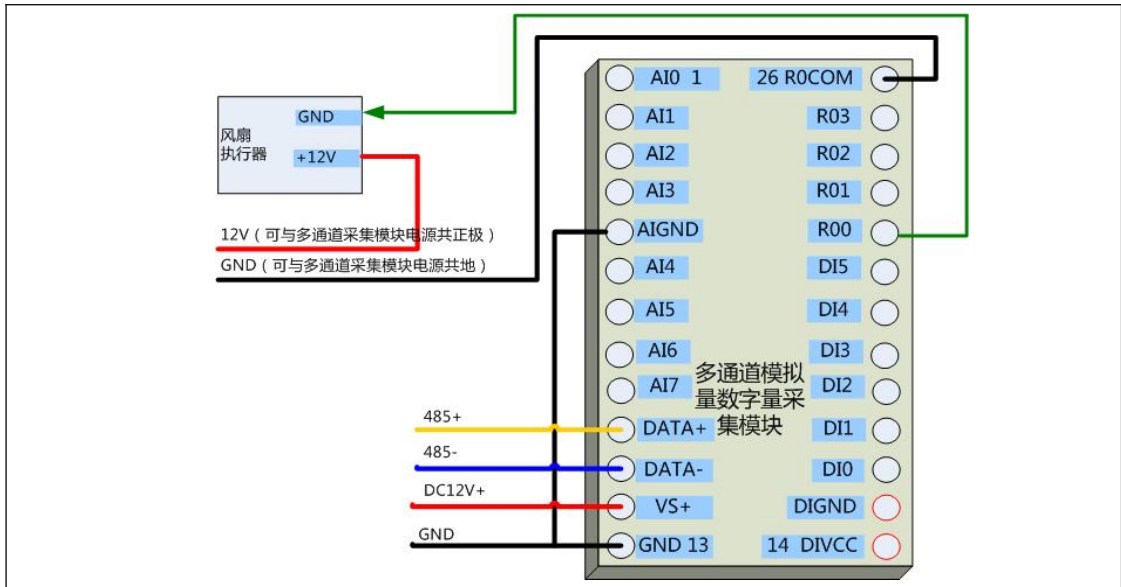 AI0 1
26 R0COM
GND
AI1
R03
风扇
执行器
+12V
AI2
R02
AI3
R01
12V（可与多通道采集模块电源共正极）
AIGND
R00
GND（可与多通道采集模块电源共地）
AI4
DI5
AI5
DI4
AI6
DI3
多通道模拟
量数字量采
集模块
AI7
DI2
485+
DATA+
DI1
485-
DATA-
DI0
DC12V+
VS+
DIGND
GND
GND 13
14 DIVCC